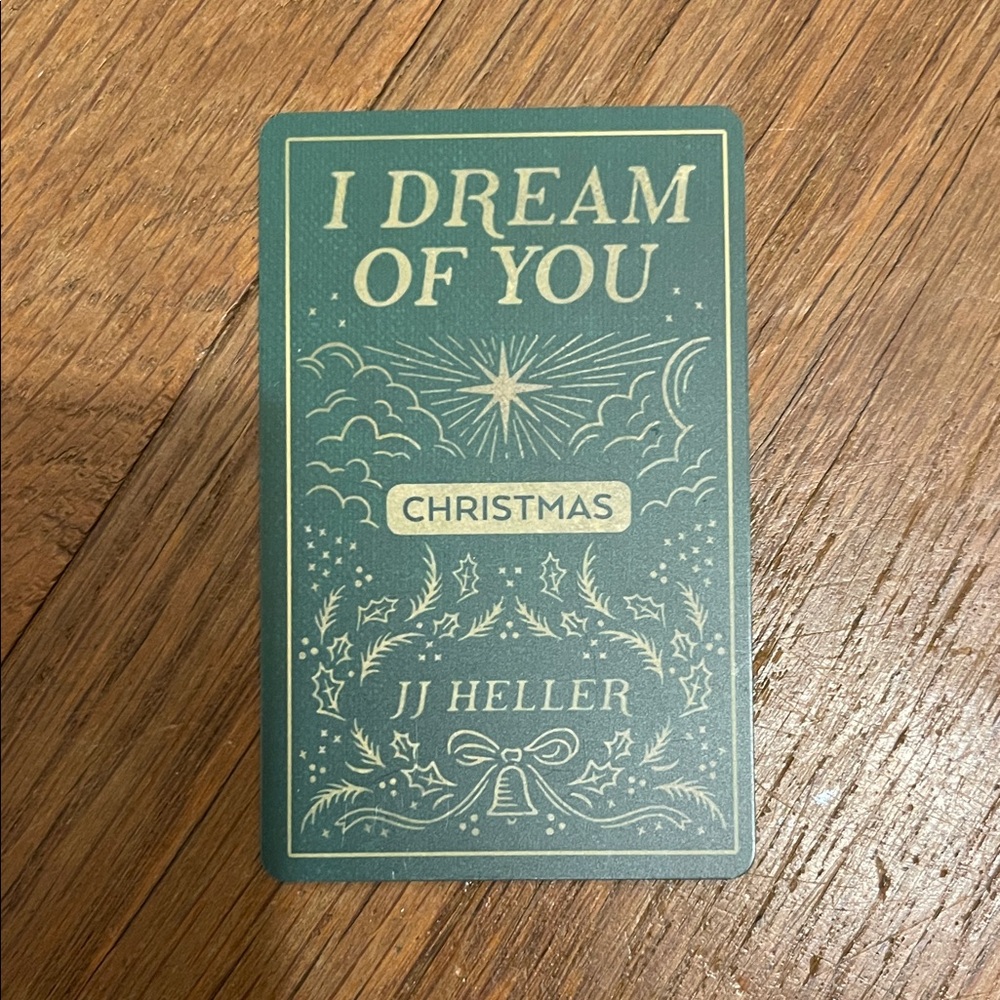 I DREAM
OF YOU
CHRISTMAS
JJ HELLER